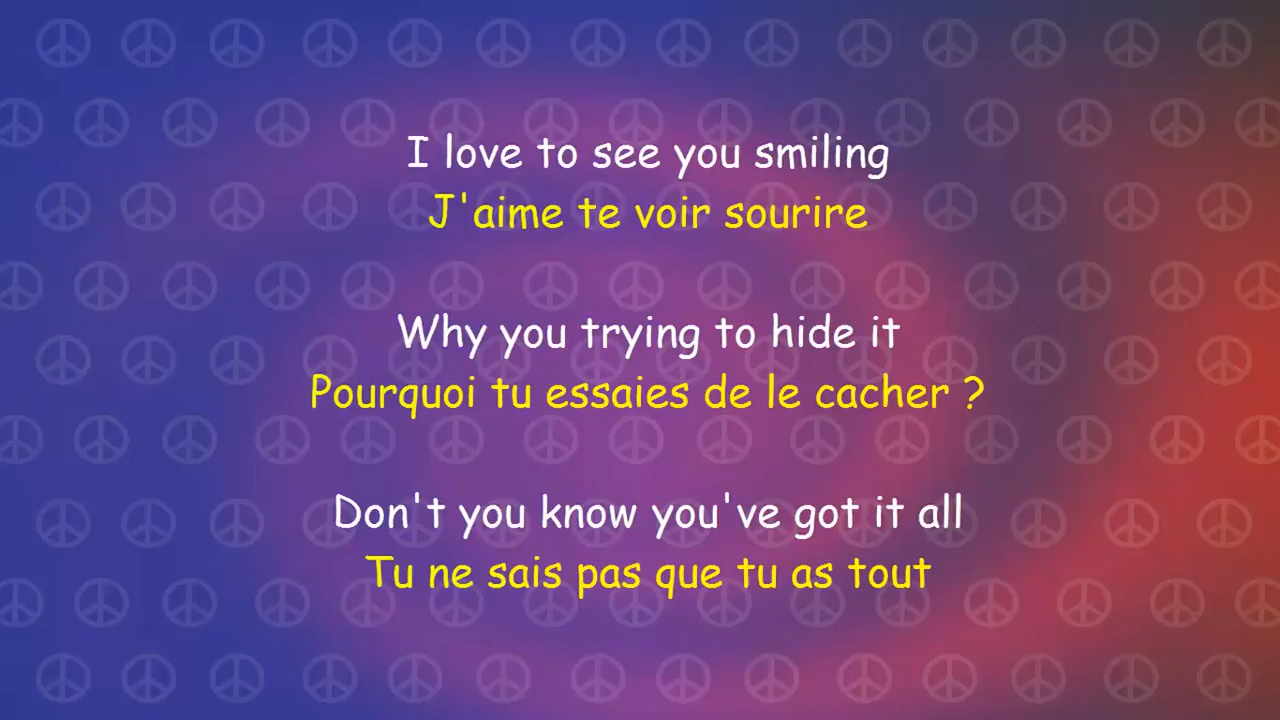 I love to see you smiling
J'aime te voir sourire
Why you trying to hide it
Pourquoi tu essaies de le cacher ?
Don't you know you've got it all
Tu ne sais pas que tu as tout